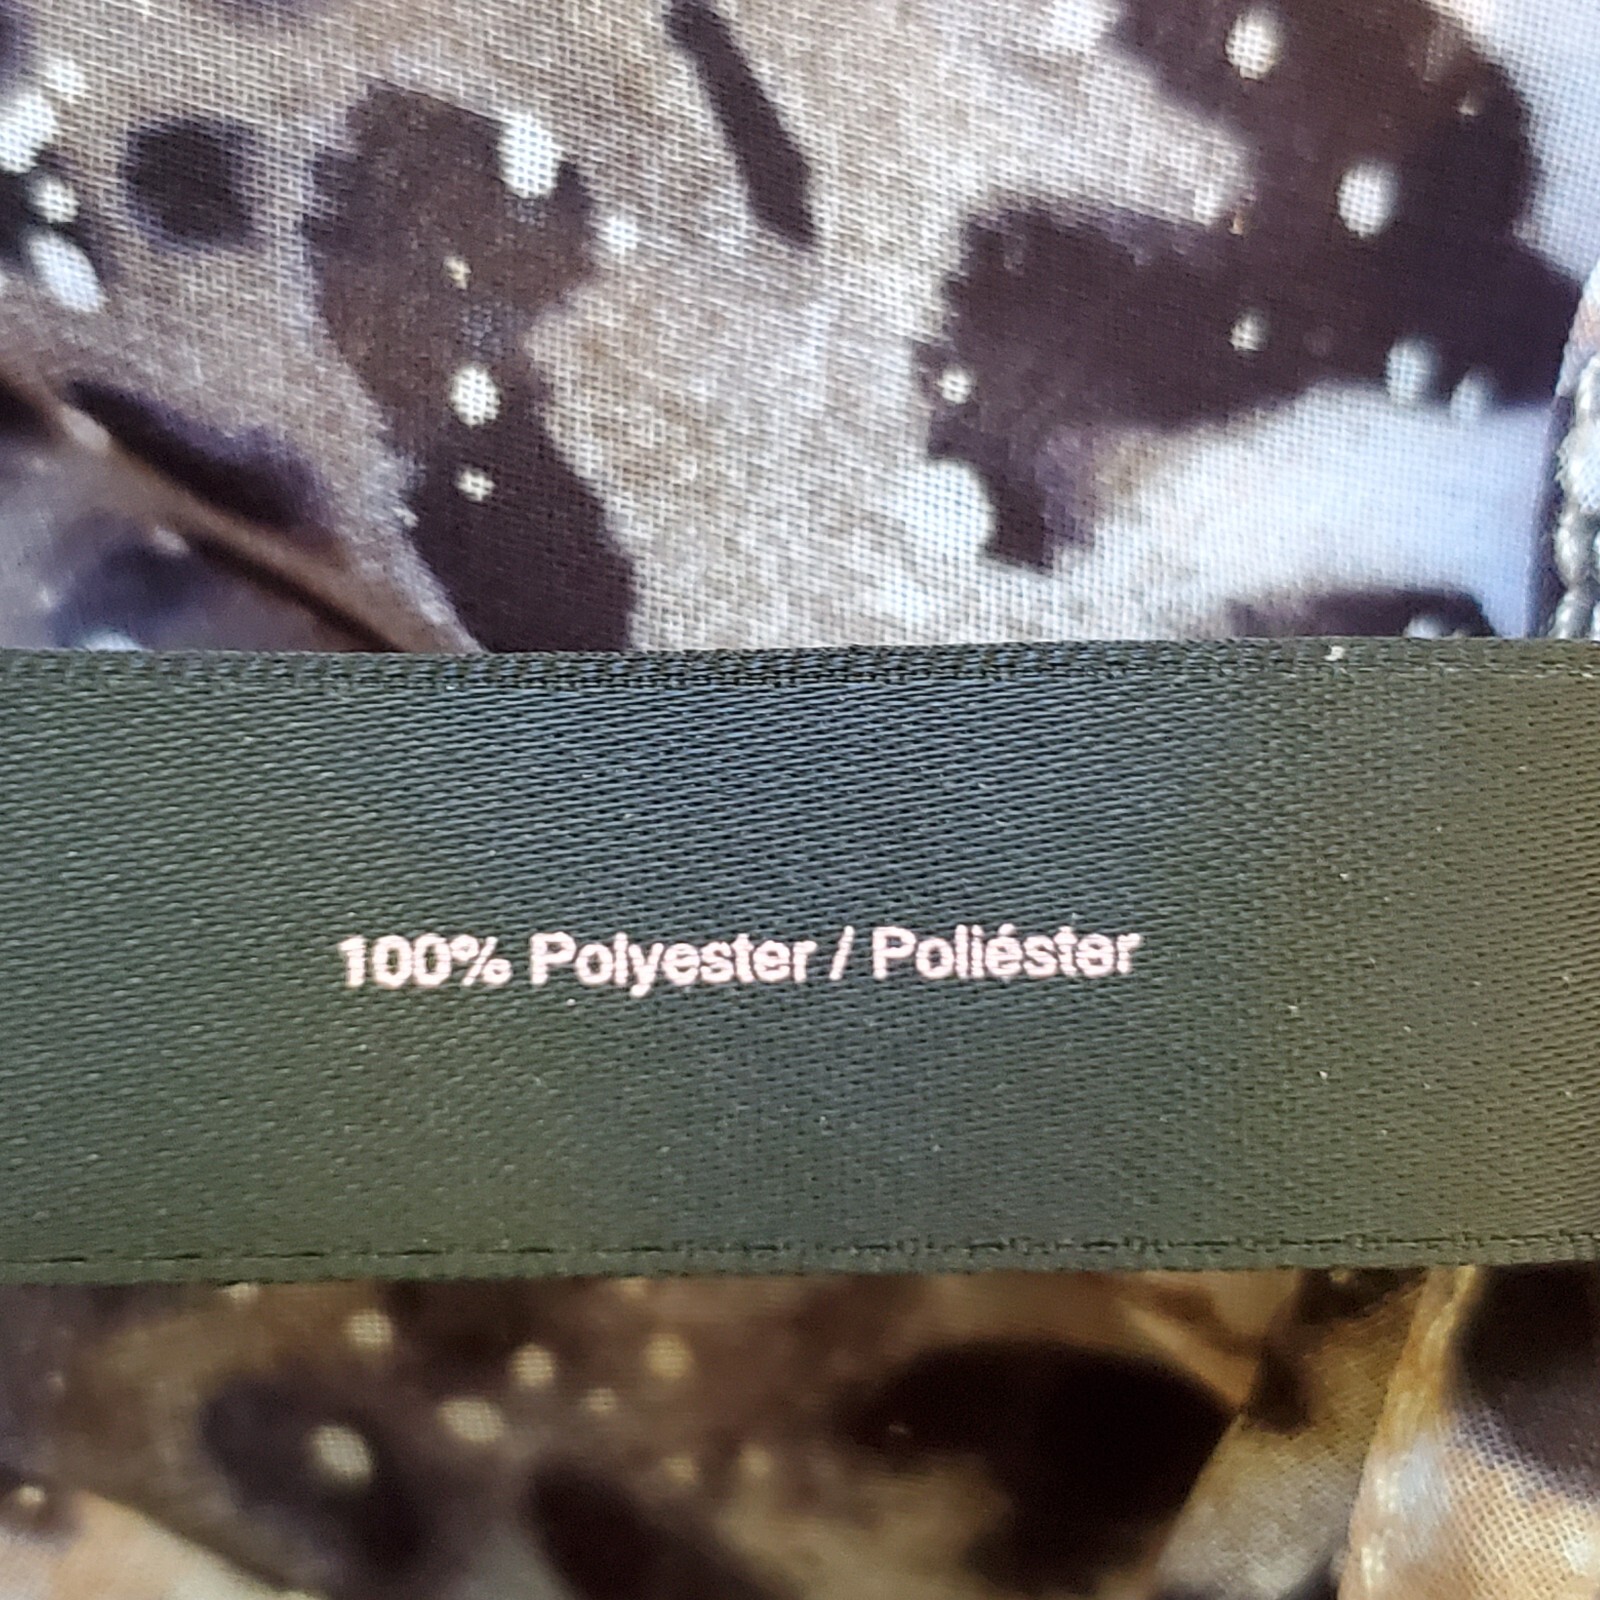 100% Polyester / Poliéster